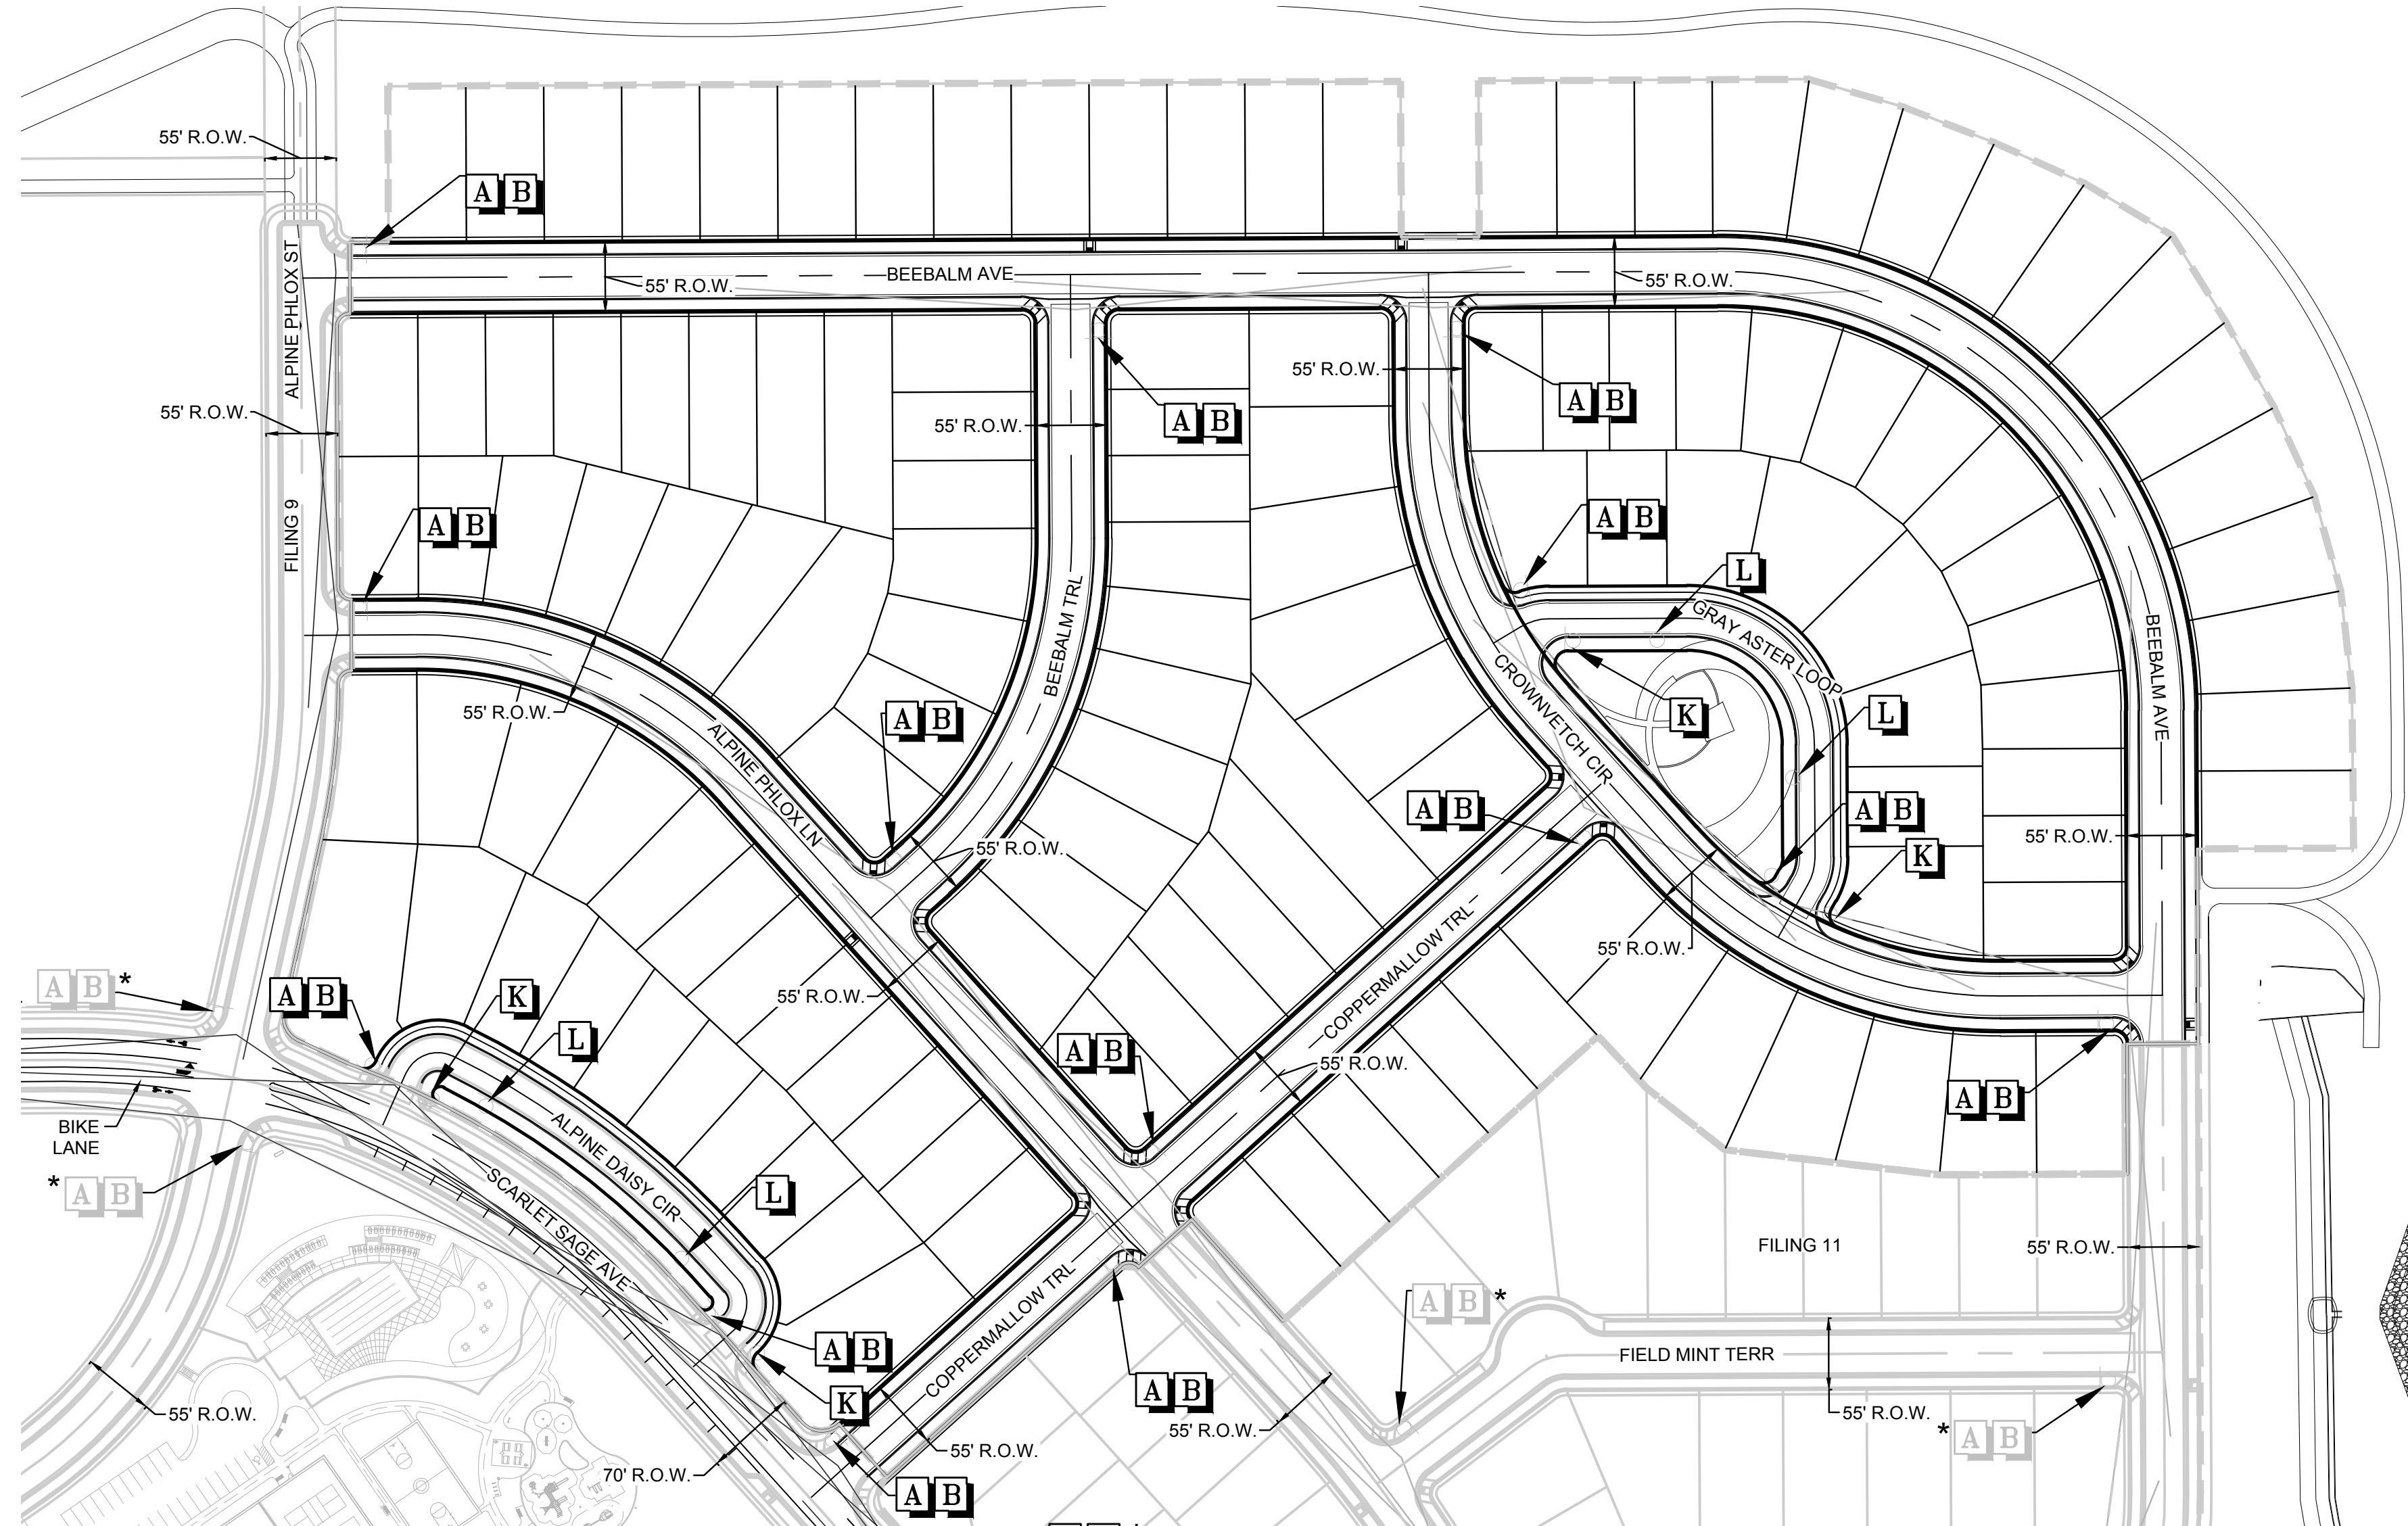 55' R.O.W.
A B
ALPINE PHLOX ST
BEEBALM AVE
55' R.O.W.
55' R.O.W.
55' R.O.W.
A B
55' R.O.W.
A B
55' R.O.W.
A B
FILING 9
A B
L
GRAY ASTER LOOP
BEEBALM TRL
BEEBALM AVE
CROWNVETCH CIR
55' R.O.W.
A B
K
L
ALPINE PHLOX LN
A B
A B
55' R.O.W.
55' R.O.W.
K
COPPERMALLOW TRL
55' R.O.W.
A B *
A B
K
55' R.O.W.
L
A B
55' R.O.W.
A B
BIKE
LANE
ALPINE DAISY CIR
* A B
SCARLET SAGE AVE
L
FILING 11
55' R.O.W.
COPPERMALLOW TRL
A B *
A B
FIELD MINT TERR
K
A B
55' R.O.W.
55' R.O.W.
55' R.O.W.
* A B
55' R.O.W.
70' R.O.W.
A B